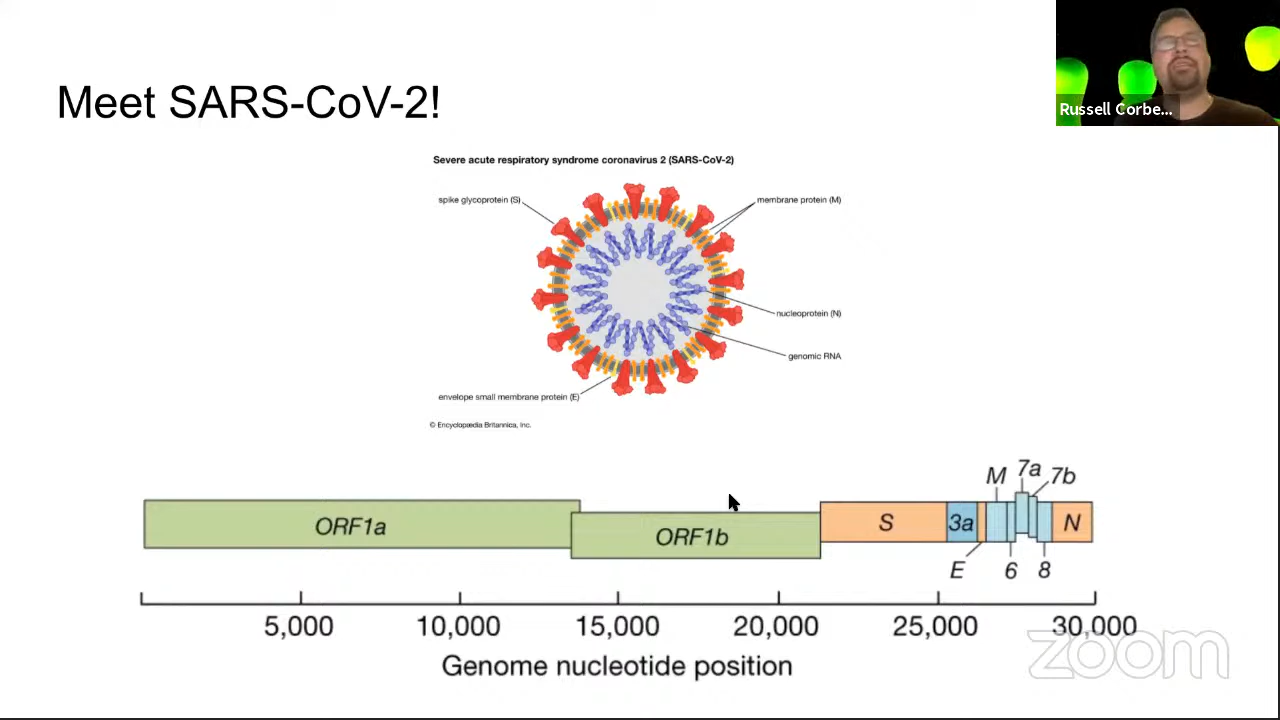 Russell Corbe...
Meet SARS-CoV-2!
Severe acute respiratory syndrome coronavirus 2 (SARS-CoV-2)
spike glycoprotein (S)
membrane protein (M)
nucleoprotein (N)
genomic RNA
envelope small membrane protein (E)
© Encyclopædia Britannica, Inc.
M 7a 7b
ORF1a ORF1b S 3a N
E 6 8
5,000 10,000 15,000 20,000 25,000 30,000
Genome nucleotide position
zoom